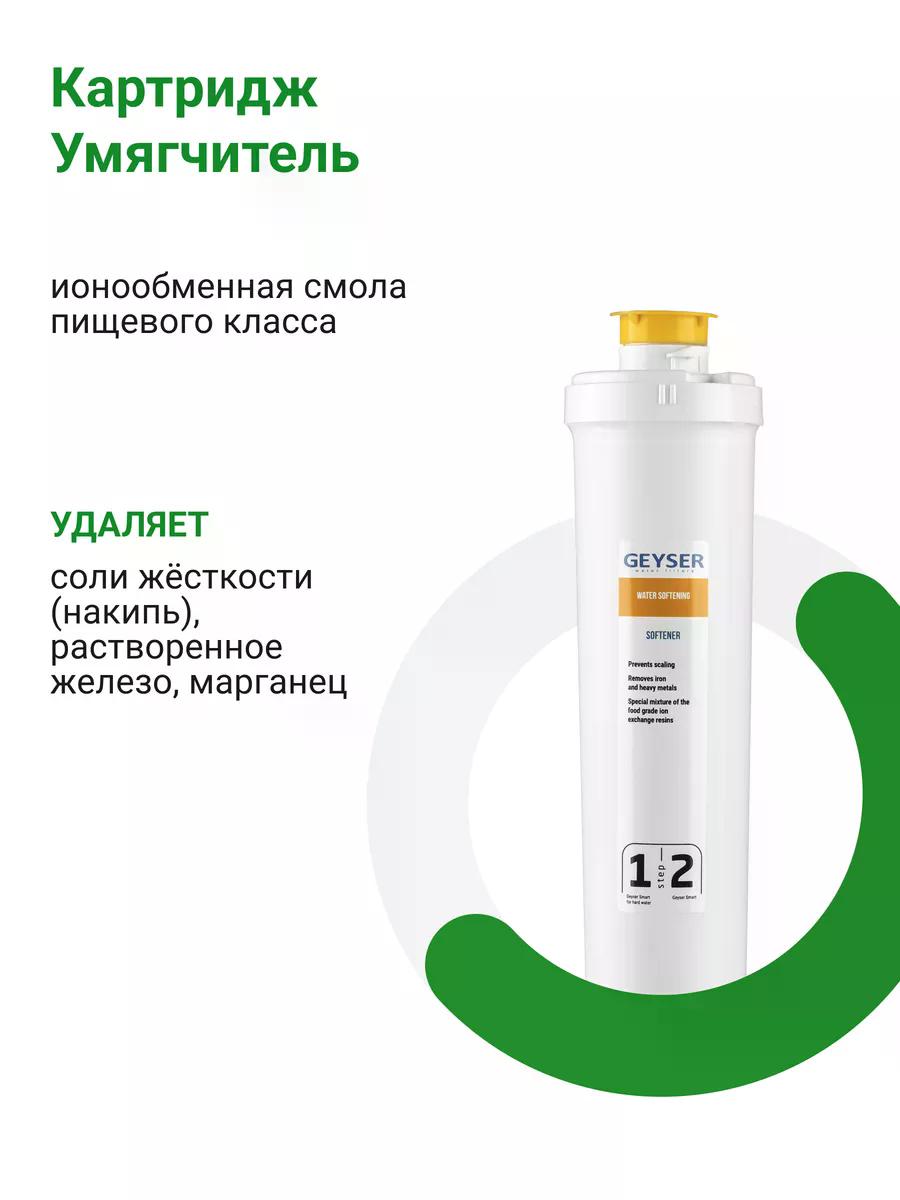 Картридж
Умягчитель
ионообменная смола
пищевого класса
УДАЛЯЕТ
соли жёсткости
(накипь),
растворенное
железо, марганец
GEYSER
water filters
WATER SOFTENING
SOFTENER
Prevents scaling
Removes iron
and heavy metals
Special mixture of the
food grade ion
exchange resins
1 step 2
Geyser Smart
for hard water
Geyser Smart